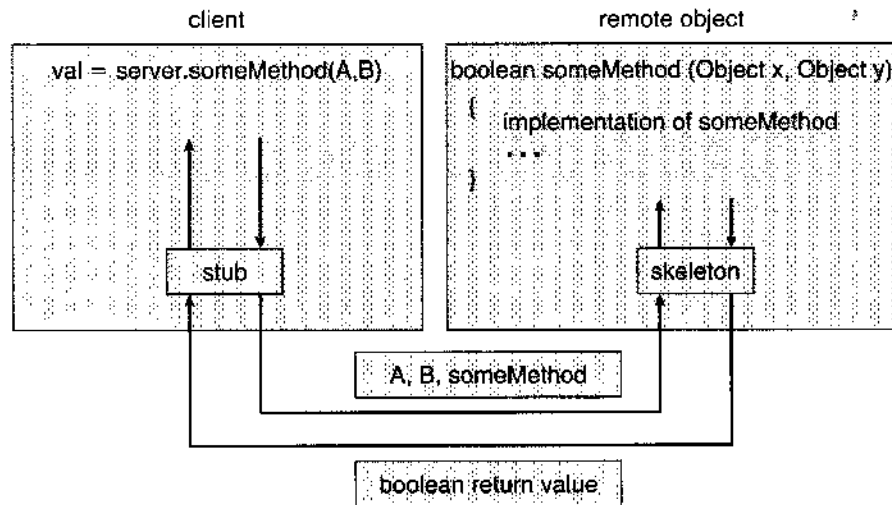 client
remote object
val = server.someMethod(A,B)
boolean someMethod (Object x, Object y)
{
implementation of someMethod
...
}
stub
skeleton
A, B, someMethod
boolean return value